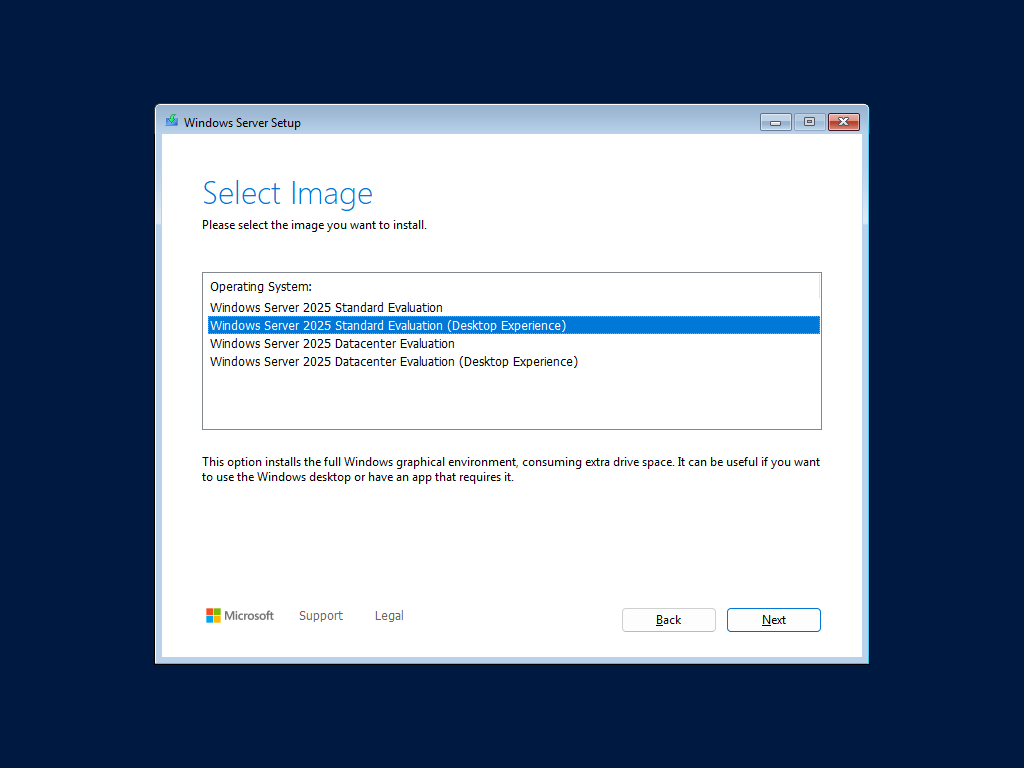 Windows Server Setup
Select Image
Please select the image you want to install.
Operating System:
Windows Server 2025 Standard Evaluation
Windows Server 2025 Standard Evaluation (Desktop Experience)
Windows Server 2025 Datacenter Evaluation
Windows Server 2025 Datacenter Evaluation (Desktop Experience)
This option installs the full Windows graphical environment, consuming extra drive space. It can be useful if you want
to use the Windows desktop or have an app that requires it.
Microsoft Support Legal Back Next